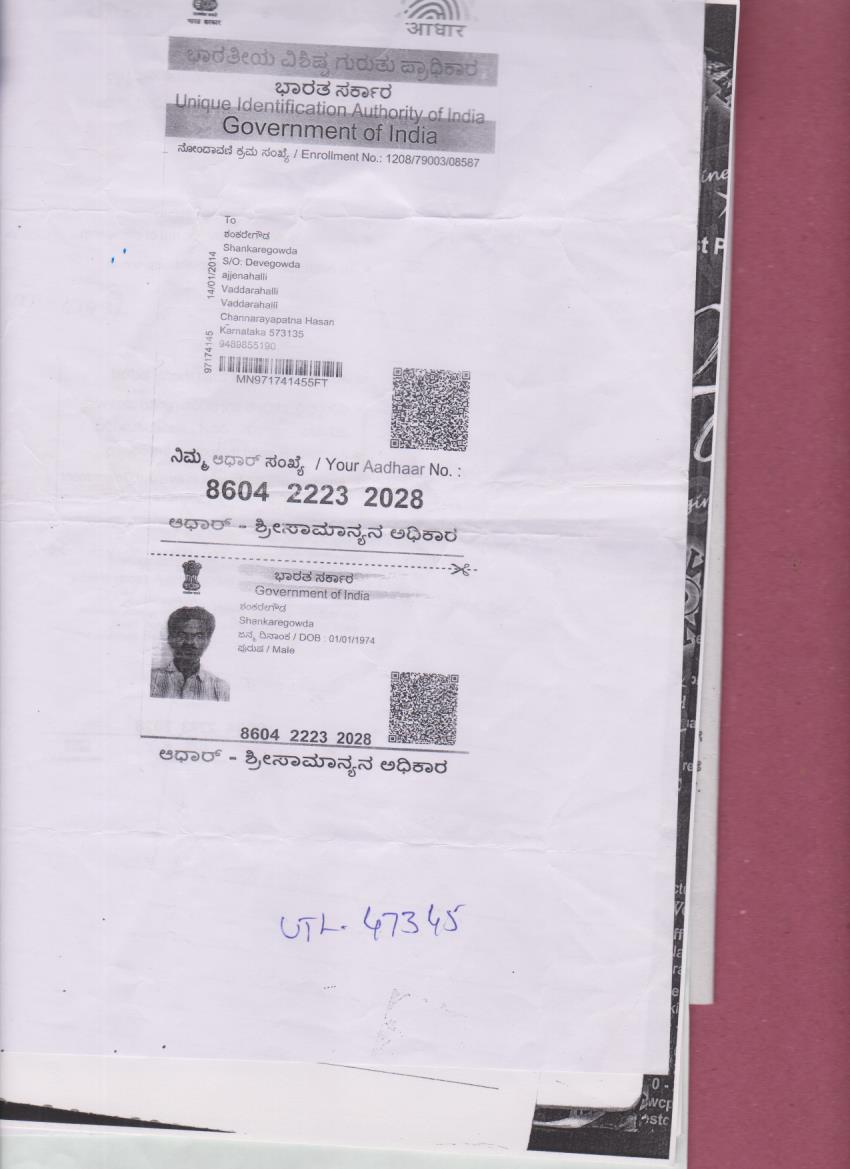 भारत सरकार
आधार
ಭಾರತೀಯ ವಿಶಿಷ್ಟ ಗುರುತು ಪ್ರಾಧಿಕಾರ
ಭಾರತ ಸರ್ಕಾರ
Unique Identification Authority of India
Government of India
ನೋಂದಾವಣಿ ಕ್ರಮ ಸಂಖ್ಯೆ / Enrollment No.: 1208/79003/08587
To
ಶಂಕರೇಗೌಡ
Shankaregowda
S/O: Devegowda
ajjenahalli
Vaddarahalli
Vaddarahalli
Channarayapatna Hasan
Karnataka 573135
9489855190
14/01/2014
97174145
MN971741455FT
ನಿಮ್ಮ ಆಧಾರ್ ಸಂಖ್ಯೆ / Your Aadhaar No. :
8604 2223 2028
ಆಧಾರ್ - ಶ್ರೀಸಾಮಾನ್ಯನ ಅಧಿಕಾರ
ಭಾರತ ಸರ್ಕಾರ
Government of India
ಶಂಕರೇಗೌಡ
Shankaregowda
ಜನ್ಮ ದಿನಾಂಕ / DOB : 01/01/1974
ಪುರುಷ / Male
8604 2223 2028
ಆಧಾರ್ - ಶ್ರೀಸಾಮಾನ್ಯನ ಅಧಿಕಾರ
UTL. 47345